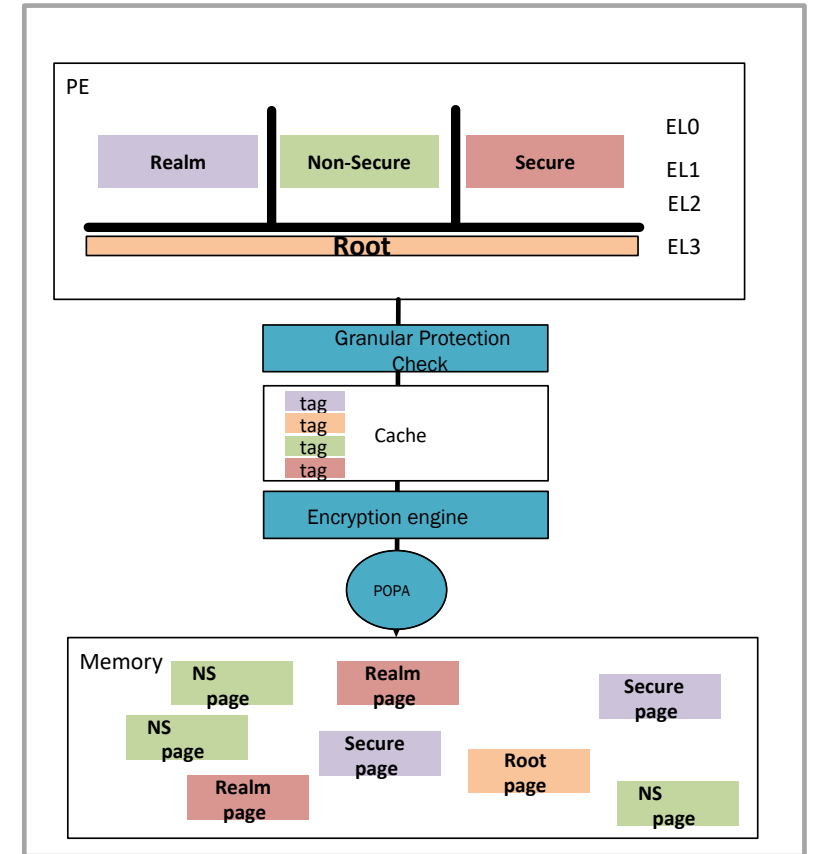 PE
EL0
Realm
Non-Secure
Secure
EL1
EL2
Root
EL3
Granular Protection
Check
tag
tag
Cache
tag
tag
Encryption engine
POPA
Memory
NS
page
Realm
page
Secure
page
NS
page
Secure
page
Root
page
Realm
page
NS
page